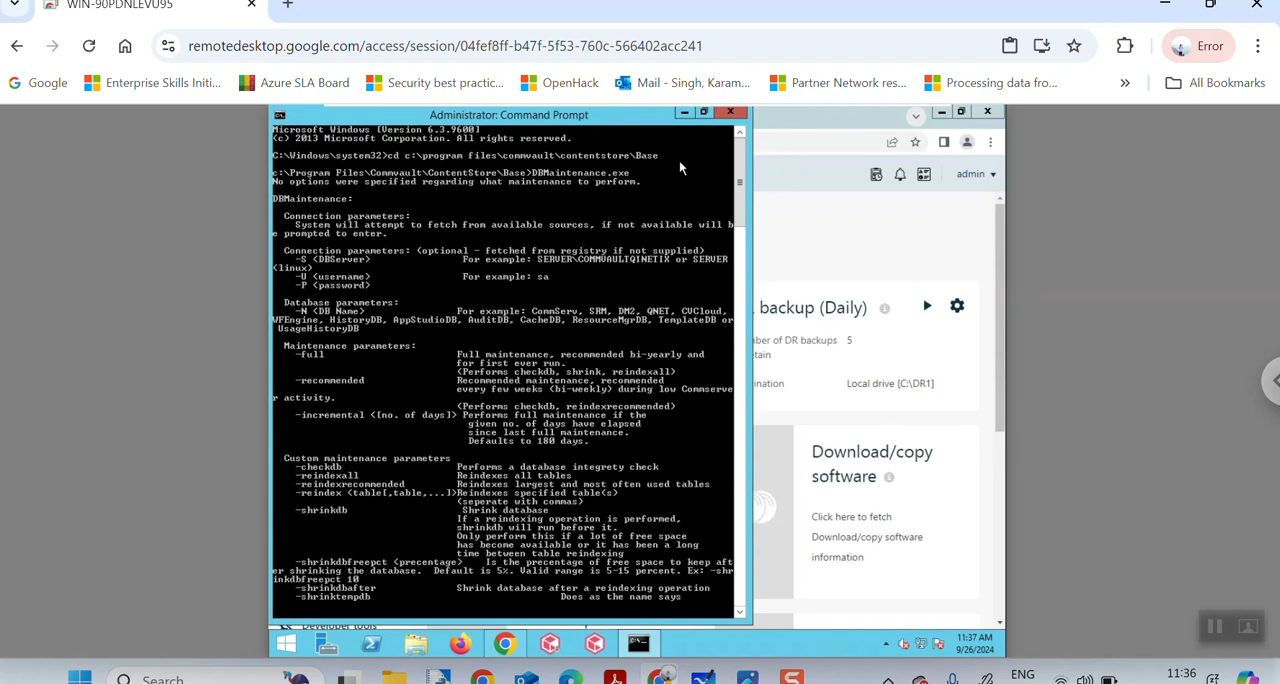 WIN-90PDNLEVU95
remotedesktop.google.com/access/session/04fef8ff-b47f-5f53-760c-566402acc241
Error
Google
Enterprise Skills Initi...
Azure SLA Board
Security best practic...
OpenHack
Mail - Singh, Karam...
Partner Network res...
Processing data fro...
»
All Bookmarks
Administrator: Command Prompt
Microsoft Windows [Version 6.3.9600]
(c) 2013 Microsoft Corporation. All rights reserved.
C:\Windows\system32>cd c:\program files\commvault\contentstore\Base
c:\Program Files\Commvault\ContentStore\Base>DBMaintenance.exe
No options were specified regarding what maintenance to perform.
DBMaintenance:
Connection parameters:
System will attempt to fetch from available sources, if not available will b
e prompted to enter.
Connection parameters: (optional - fetched from registry if not supplied)
-S <DBServer> For example: SERVER\COMMVAULTQINETIX or SERVER
(linux)
-U <username> For example: sa
-P <password>
Database parameters:
-N <DB Name> For example: CommServ, SRM, DM2, QNET, CVCloud,
WFEngine, HistoryDB, AppStudioDB, AuditDB, CacheDB, ResourceMgrDB, TemplateDB or
UsageHistoryDB
Maintenance parameters:
-full Full maintenance, recommended bi-yearly and
for first ever run.
(Performs checkdb, shrink, reindexall)
-recommended Recommended maintenance, recommended
every few weeks (bi-weekly) during low Commserve
r activity.
(Performs checkdb, reindexrecommended)
-incremental <[no. of days]> Performs full maintenance if the
given no. of days have elapsed
since last full maintenance.
Defaults to 180 days.
Custom maintenance parameters
-checkdb Performs a database integrety check
-reindexall Reindexes all tables
-reindexrecommended Reindexes largest and most often used tables
-reindex <table[,table,...]>Reindexes specified table(s)
(seperate with commas)
-shrinkdb Shrink database
If a reindexing operation is performed,
shrinkdb will run before it.
Only perform this if a lot of free space
has become available or it has been a long
time between table reindexing
-shrinkdbfreepct <precentage> Is the precentage of free space to keep aft
er shrinking the database. Default is 5%. Valid range is 5-15 percent. Ex: -shr
inkdbfreepct 10
-shrinkdbafter Shrink database after a reindexing operation
-shrinktempdb Does as the name says
admin
backup (Daily)
ber of DR backups 5
tain
ination Local drive [C:\DR1]
Download/copy
software
Click here to fetch
Download/copy software
information
Developer tools
11:37 AM
9/26/2024
Search
ENG
11:36